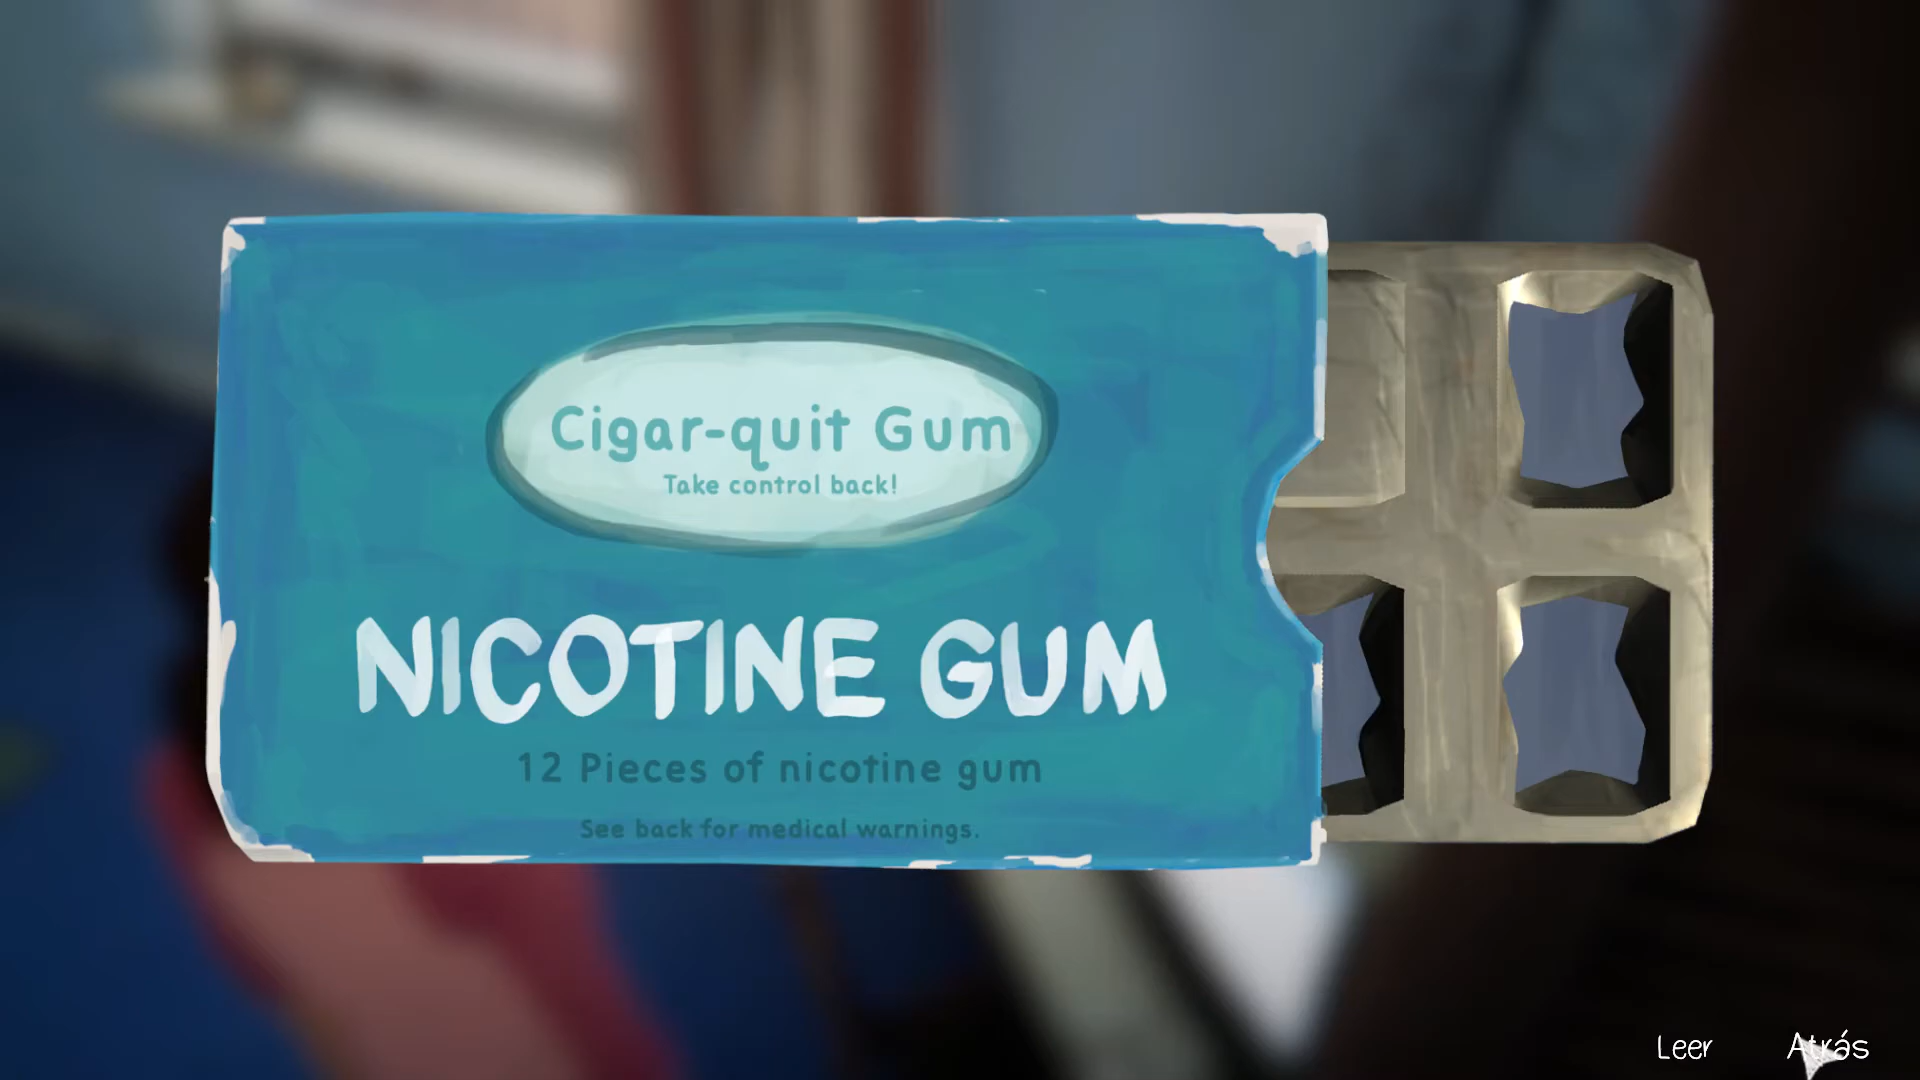 Cigar-quit Gum
Take control back!
NICOTINE GUM
12 Pieces of nicotine gum
See back for medical warnings.
Leer Atrás